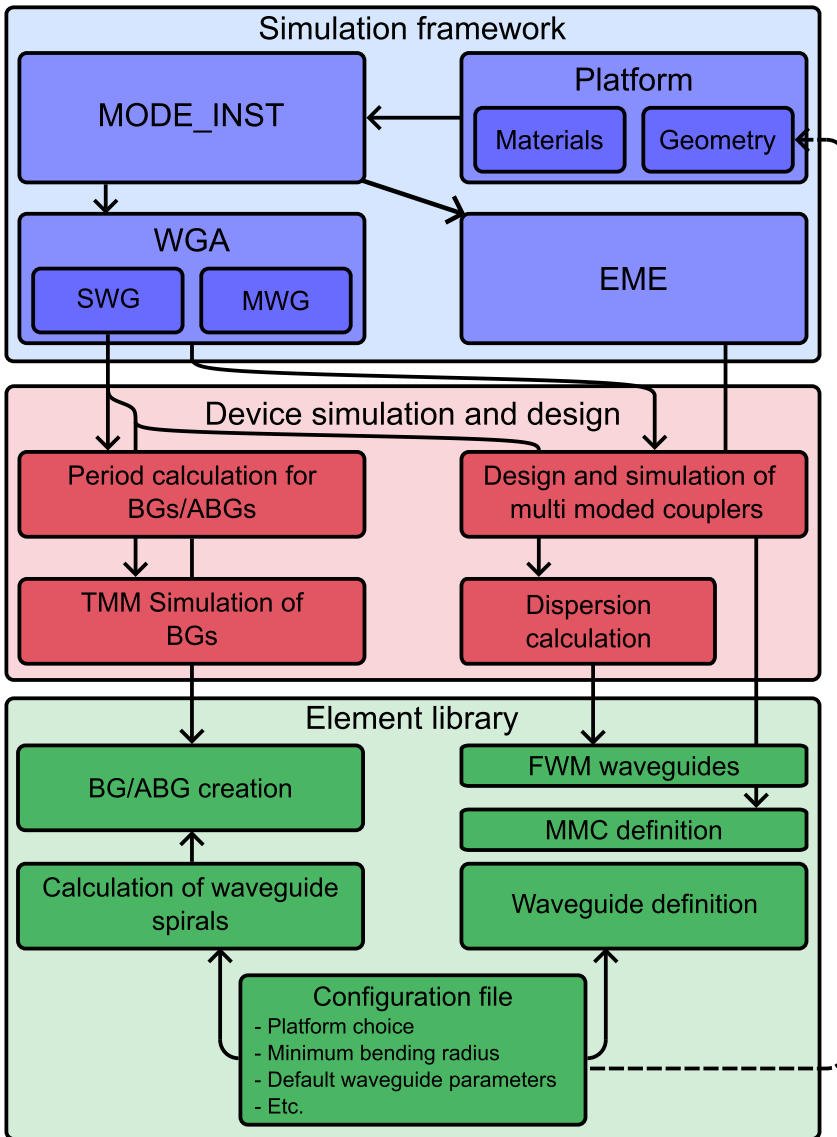 Simulation framework
MODE_INST
Platform
Materials
Geometry
WGA
SWG
MWG
EME
Device simulation and design
Period calculation for
BGs/ABGs
Design and simulation of
multi moded couplers
TMM Simulation of
BGs
Dispersion
calculation
Element library
BG/ABG creation
FWM waveguides
MMC definition
Calculation of waveguide
spirals
Waveguide definition
Configuration file
- Platform choice
- Minimum bending radius
- Default waveguide parameters
- Etc.